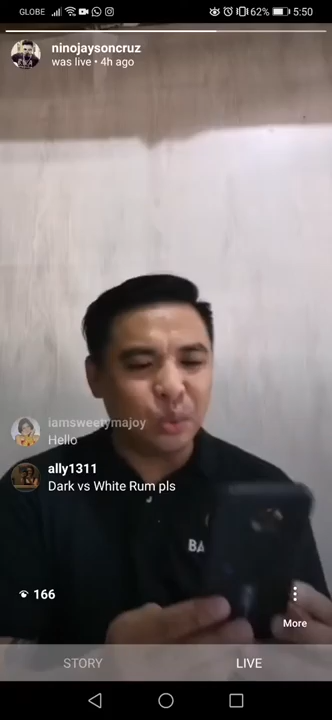 GLOBE 62% 5:50
ninojaysoncruz
was live • 4h ago
iamsweetymajoy
Hello
ally1311
Dark vs White Rum pls
BA
166
More
STORY LIVE